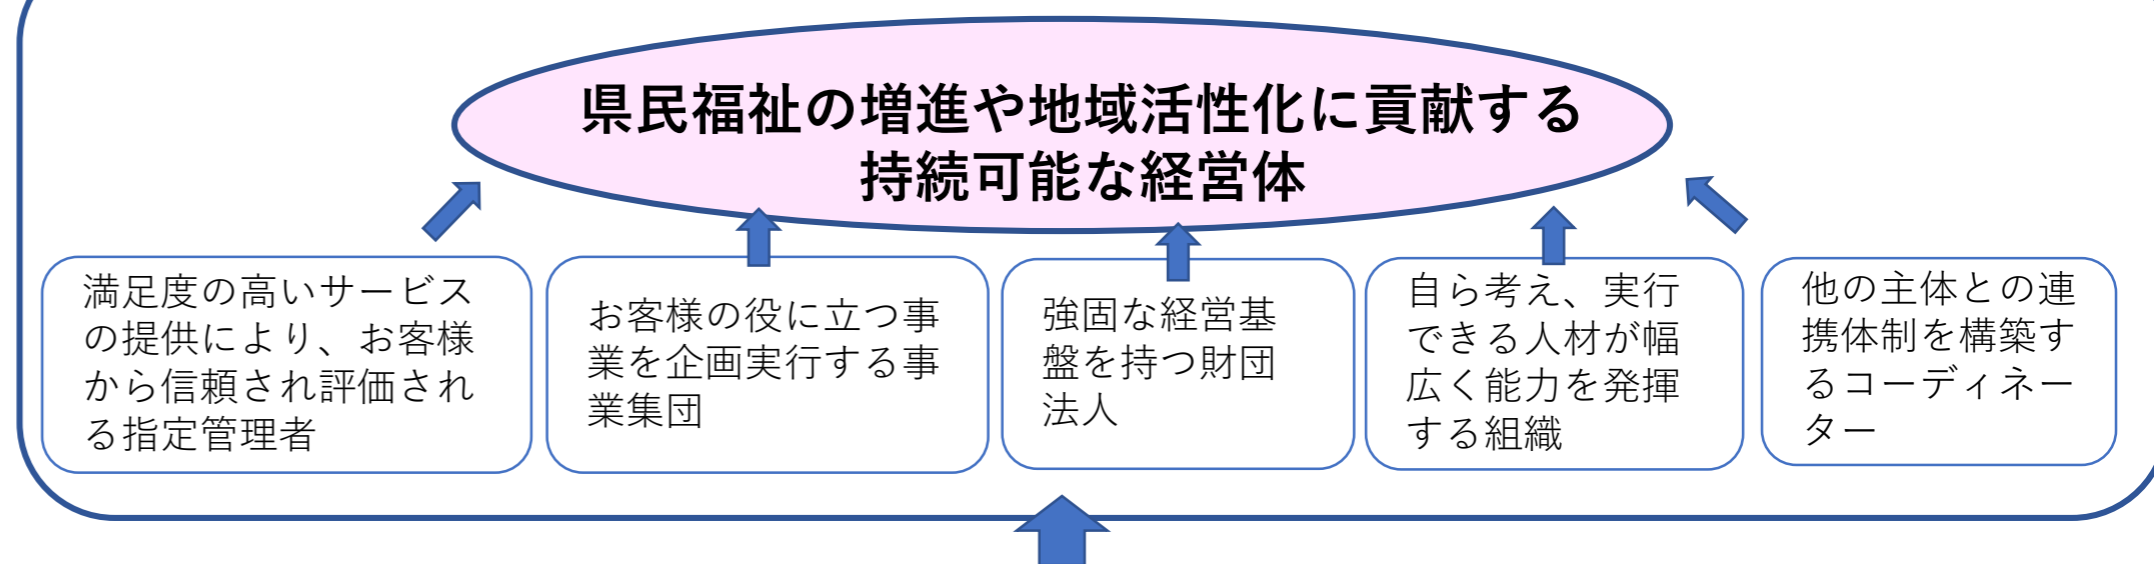 県民福祉の増進や地域活性化に貢献する
持続可能な経営体
満足度の高いサービス
の提供により、お客様
から信頼され評価され
る指定管理者
お客様の役に立つ事
業を企画実行する事
業集団
強固な経営基
盤を持つ財団
法人
自ら考え、実行
できる人材が幅
広く能力を発揮
する組織
他の主体との連
携体制を構築す
るコーディネー
ター